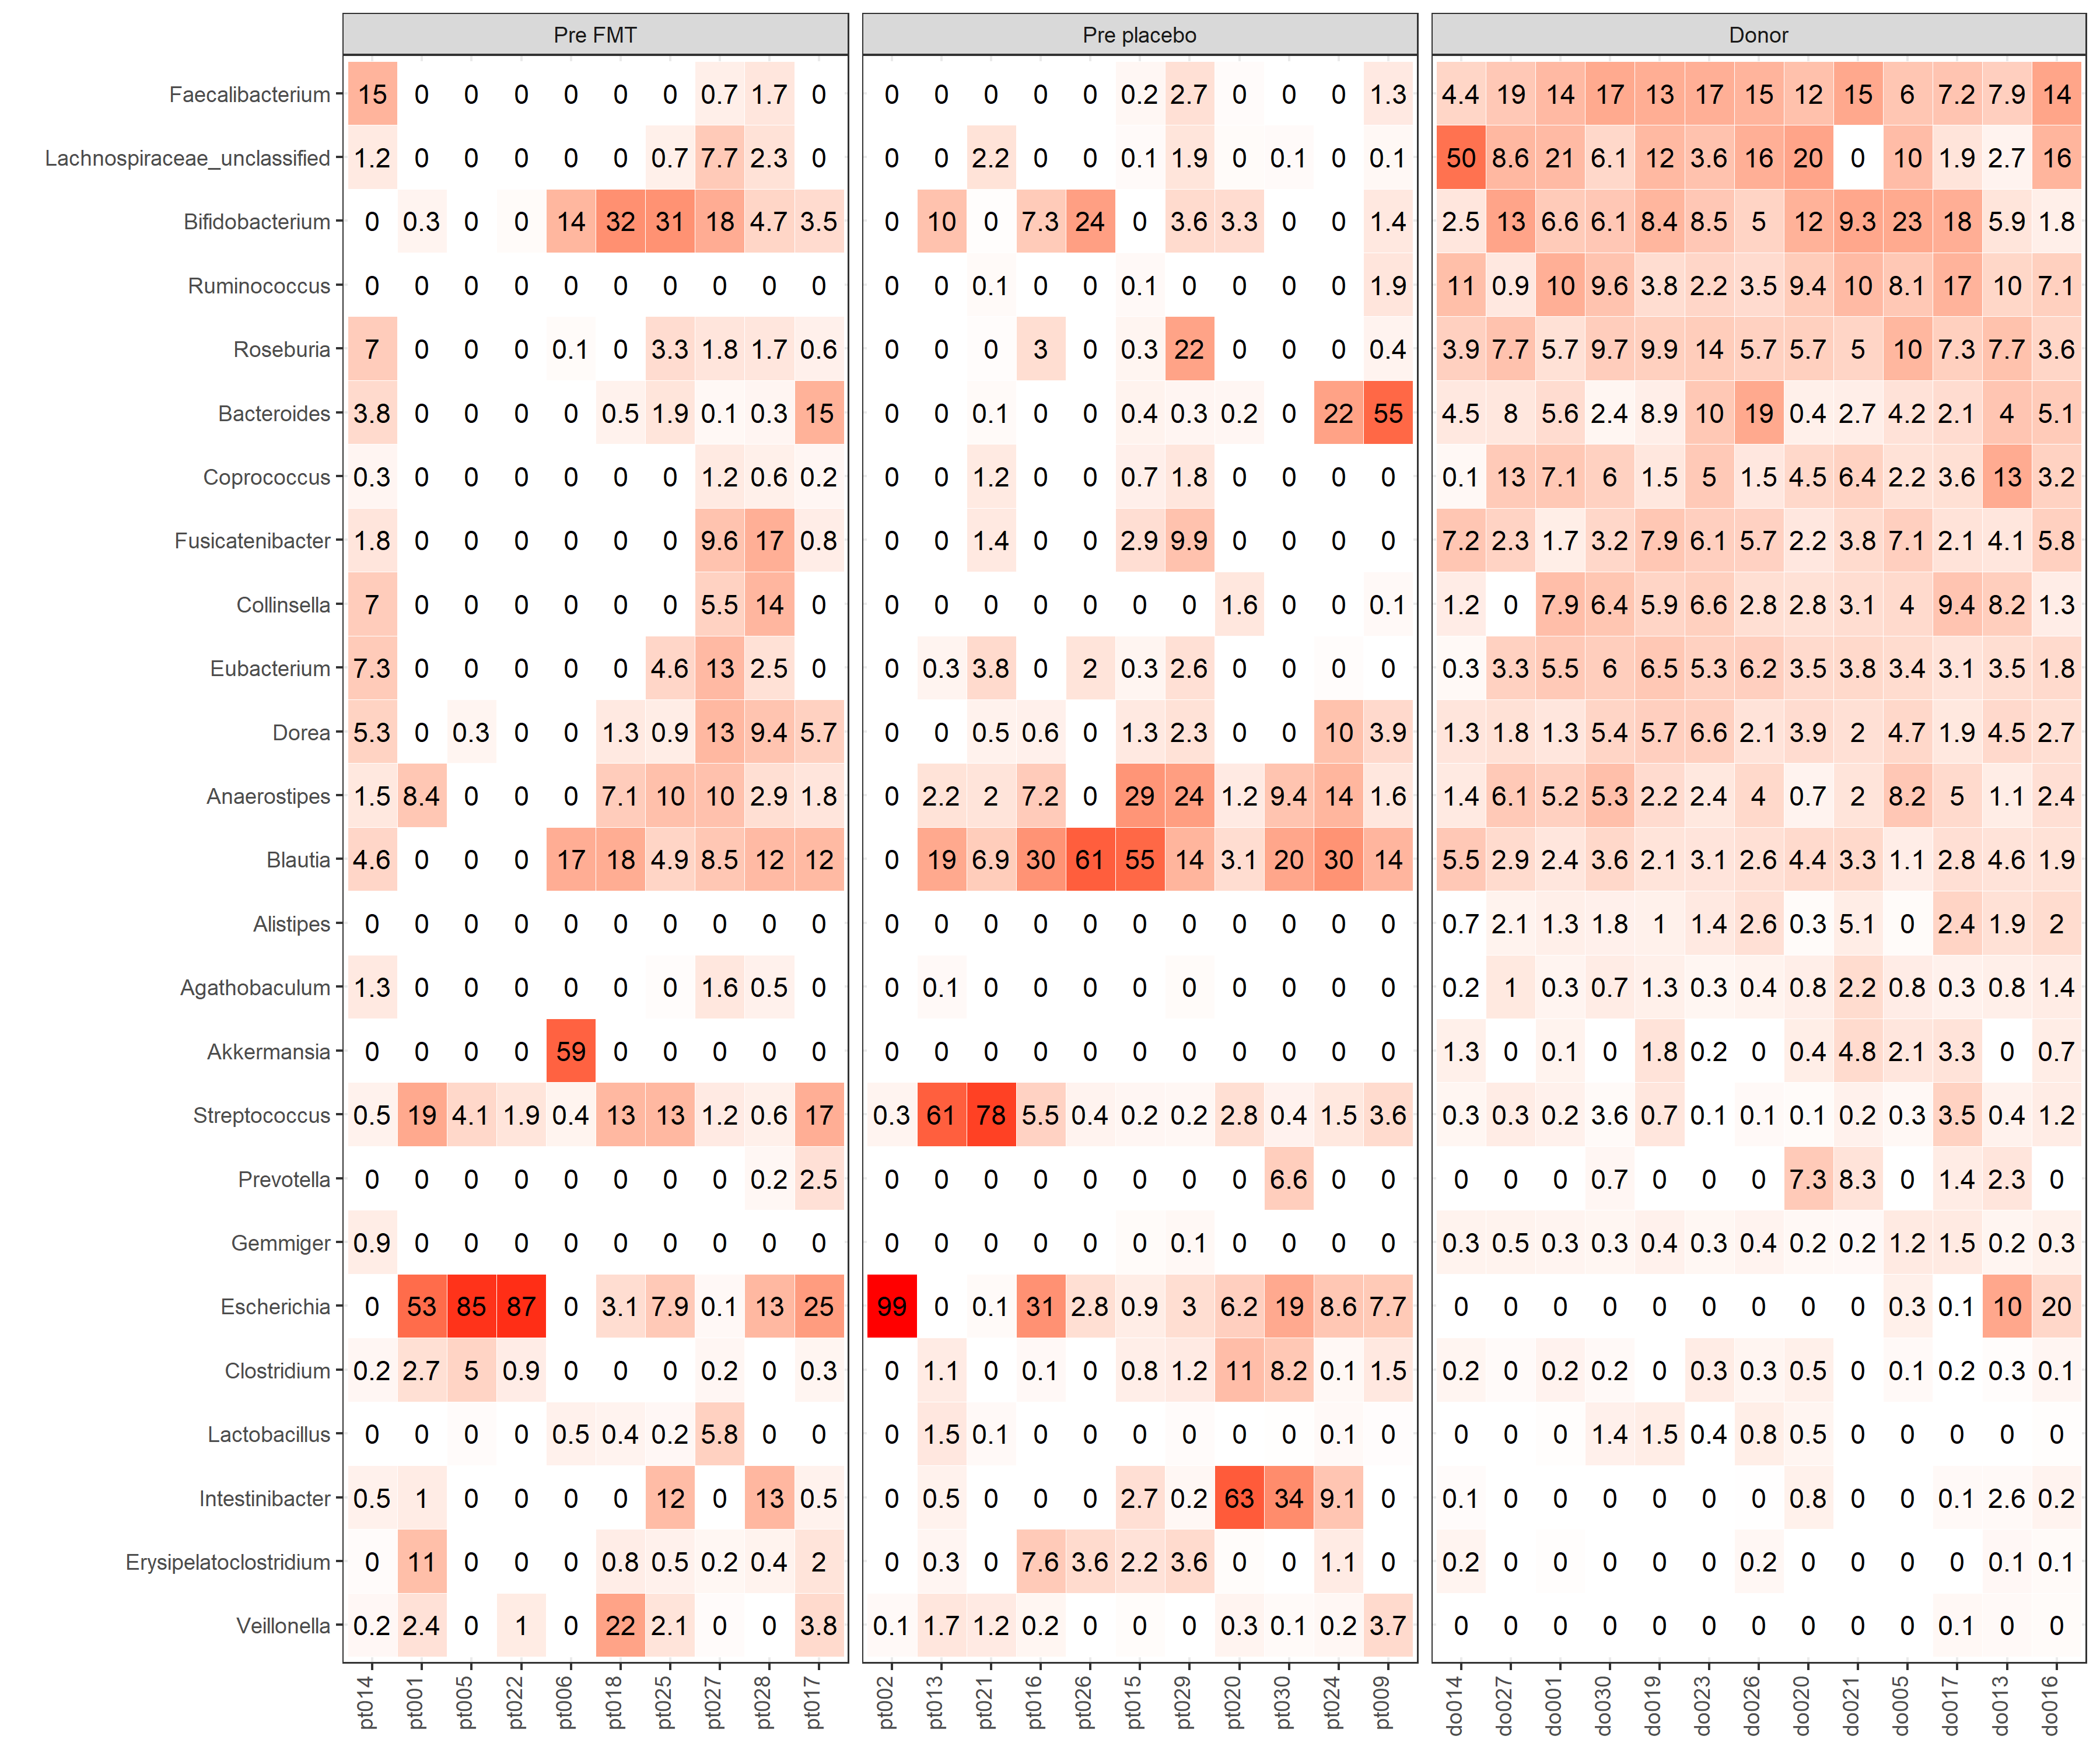 Pre FMT Pre placebo Donor
Faecalibacterium 15 0 0 0 0 0 0 0.7 1.7 0 0 0 0 0 0 0.2 2.7 0 0 0 1.3 4.4 19 14 17 13 17 15 12 15 6 7.2 7.9 14
Lachnospiraceae_unclassified 1.2 0 0 0 0 0 0.7 7.7 2.3 0 0 0 2.2 0 0 0.1 1.9 0 0.1 0 0.1 50 8.6 21 6.1 12 3.6 16 20 0 10 1.9 2.7 16
Bifidobacterium 0 0.3 0 0 14 32 31 18 4.7 3.5 0 10 0 7.3 24 0 3.6 3.3 0 0 1.4 2.5 13 6.6 6.1 8.4 8.5 5 12 9.3 23 18 5.9 1.8
Ruminococcus 0 0 0 0 0 0 0 0 0 0 0 0 0.1 0 0 0.1 0 0 0 0 1.9 11 0.9 10 9.6 3.8 2.2 3.5 9.4 10 8.1 17 10 7.1
Roseburia 7 0 0 0 0.1 0 3.3 1.8 1.7 0.6 0 0 0 3 0 0.3 22 0 0 0 0.4 3.9 7.7 5.7 9.7 9.9 14 5.7 5.7 5 10 7.3 7.7 3.6
Bacteroides 3.8 0 0 0 0 0.5 1.9 0.1 0.3 15 0 0 0.1 0 0 0.4 0.3 0.2 0 22 55 4.5 8 5.6 2.4 8.9 10 19 0.4 2.7 4.2 2.1 4 5.1
Coprococcus 0.3 0 0 0 0 0 0 1.2 0.6 0.2 0 0 1.2 0 0 0.7 1.8 0 0 0 0 0.1 13 7.1 6 1.5 5 1.5 4.5 6.4 2.2 3.6 13 3.2
Fusicatenibacter 1.8 0 0 0 0 0 0 9.6 17 0.8 0 0 1.4 0 0 2.9 9.9 0 0 0 0 7.2 2.3 1.7 3.2 7.9 6.1 5.7 2.2 3.8 7.1 2.1 4.1 5.8
Collinsella 7 0 0 0 0 0 0 5.5 14 0 0 0 0 0 0 0 0 1.6 0 0 0.1 1.2 0 7.9 6.4 5.9 6.6 2.8 2.8 3.1 4 9.4 8.2 1.3
Eubacterium 7.3 0 0 0 0 0 4.6 13 2.5 0 0 0.3 3.8 0 2 0.3 2.6 0 0 0 0 0.3 3.3 5.5 6 6.5 5.3 6.2 3.5 3.8 3.4 3.1 3.5 1.8
Dorea 5.3 0 0.3 0 0 1.3 0.9 13 9.4 5.7 0 0 0.5 0.6 0 1.3 2.3 0 0 10 3.9 1.3 1.8 1.3 5.4 5.7 6.6 2.1 3.9 2 4.7 1.9 4.5 2.7
Anaerostipes 1.5 8.4 0 0 0 7.1 10 10 2.9 1.8 0 2.2 2 7.2 0 29 24 1.2 9.4 14 1.6 1.4 6.1 5.2 5.3 2.2 2.4 4 0.7 2 8.2 5 1.1 2.4
Blautia 4.6 0 0 0 17 18 4.9 8.5 12 12 0 19 6.9 30 61 55 14 3.1 20 30 14 5.5 2.9 2.4 3.6 2.1 3.1 2.6 4.4 3.3 1.1 2.8 4.6 1.9
Alistipes 0 0 0 0 0 0 0 0 0 0 0 0 0 0 0 0 0 0 0 0 0 0.7 2.1 1.3 1.8 1 1.4 2.6 0.3 5.1 0 2.4 1.9 2
Agathobaculum 1.3 0 0 0 0 0 0 1.6 0.5 0 0 0.1 0 0 0 0 0 0 0 0 0 0.2 1 0.3 0.7 1.3 0.3 0.4 0.8 2.2 0.8 0.3 0.8 1.4
Akkermansia 0 0 0 0 59 0 0 0 0 0 0 0 0 0 0 0 0 0 0 0 0 1.3 0 0.1 0 1.8 0.2 0 0.4 4.8 2.1 3.3 0 0.7
Streptococcus 0.5 19 4.1 1.9 0.4 13 13 1.2 0.6 17 0.3 61 78 5.5 0.4 0.2 0.2 2.8 0.4 1.5 3.6 0.3 0.3 0.2 3.6 0.7 0.1 0.1 0.1 0.2 0.3 3.5 0.4 1.2
Prevotella 0 0 0 0 0 0 0 0 0.2 2.5 0 0 0 0 0 0 0 0 6.6 0 0 0 0 0 0.7 0 0 0 7.3 8.3 0 1.4 2.3 0
Gemmiger 0.9 0 0 0 0 0 0 0 0 0 0 0 0 0 0 0 0.1 0 0 0 0 0.3 0.5 0.3 0.3 0.4 0.3 0.4 0.2 0.2 1.2 1.5 0.2 0.3
Escherichia 0 53 85 87 0 3.1 7.9 0.1 13 25 99 0 0.1 31 2.8 0.9 3 6.2 19 8.6 7.7 0 0 0 0 0 0 0 0 0 0.3 0.1 10 20
Clostridium 0.2 2.7 5 0.9 0 0 0 0.2 0 0.3 0 1.1 0 0.1 0 0.8 1.2 11 8.2 0.1 1.5 0.2 0 0.2 0.2 0 0.3 0.3 0.5 0 0.1 0.2 0.3 0.1
Lactobacillus 0 0 0 0 0.5 0.4 0.2 5.8 0 0 0 1.5 0.1 0 0 0 0 0 0 0.1 0 0 0 0 1.4 1.5 0.4 0.8 0.5 0 0 0 0 0
Intestinibacter 0.5 1 0 0 0 0 12 0 13 0.5 0 0.5 0 0 0 2.7 0.2 63 34 9.1 0 0.1 0 0 0 0 0 0 0.8 0 0 0.1 2.6 0.2
Erysipelatoclostridium 0 11 0 0 0 0.8 0.5 0.2 0.4 2 0 0.3 0 7.6 3.6 2.2 3.6 0 0 1.1 0 0.2 0 0 0 0 0 0.2 0 0 0 0 0.1 0.1
Veillonella 0.2 2.4 0 1 0 22 2.1 0 0 3.8 0.1 1.7 1.2 0.2 0 0 0 0.3 0.1 0.2 3.7 0 0 0 0 0 0 0 0 0 0 0.1 0 0
pt014 pt001 pt005 pt022 pt006 pt018 pt025 pt027 pt028 pt017 pt002 pt013 pt021 pt016 pt026 pt015 pt029 pt020 pt030 pt024 pt009 do014 do027 do001 do030 do019 do023 do026 do020 do021 do005 do017 do013 do016